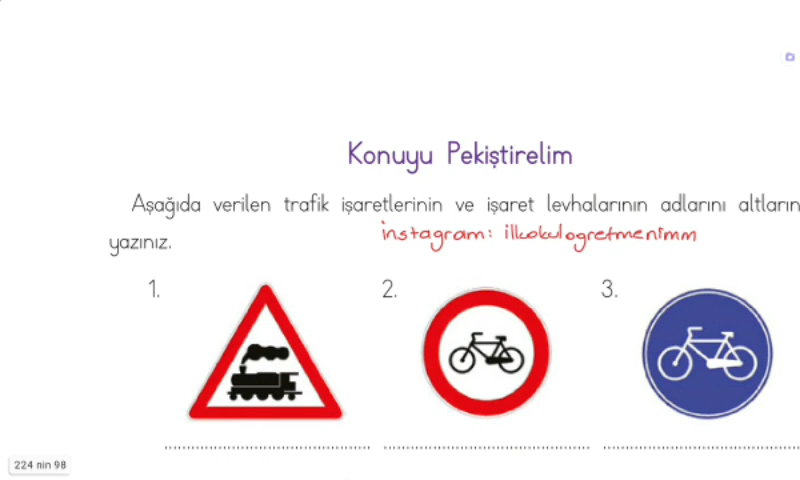 Konuyu Pekiştirelim
Aşağıda verilen trafik işaretlerinin ve işaret levhalarının adlarını altların
yazınız.
instagram: ilkokulogretmenimm
1. 2. 3.
224 nin 98